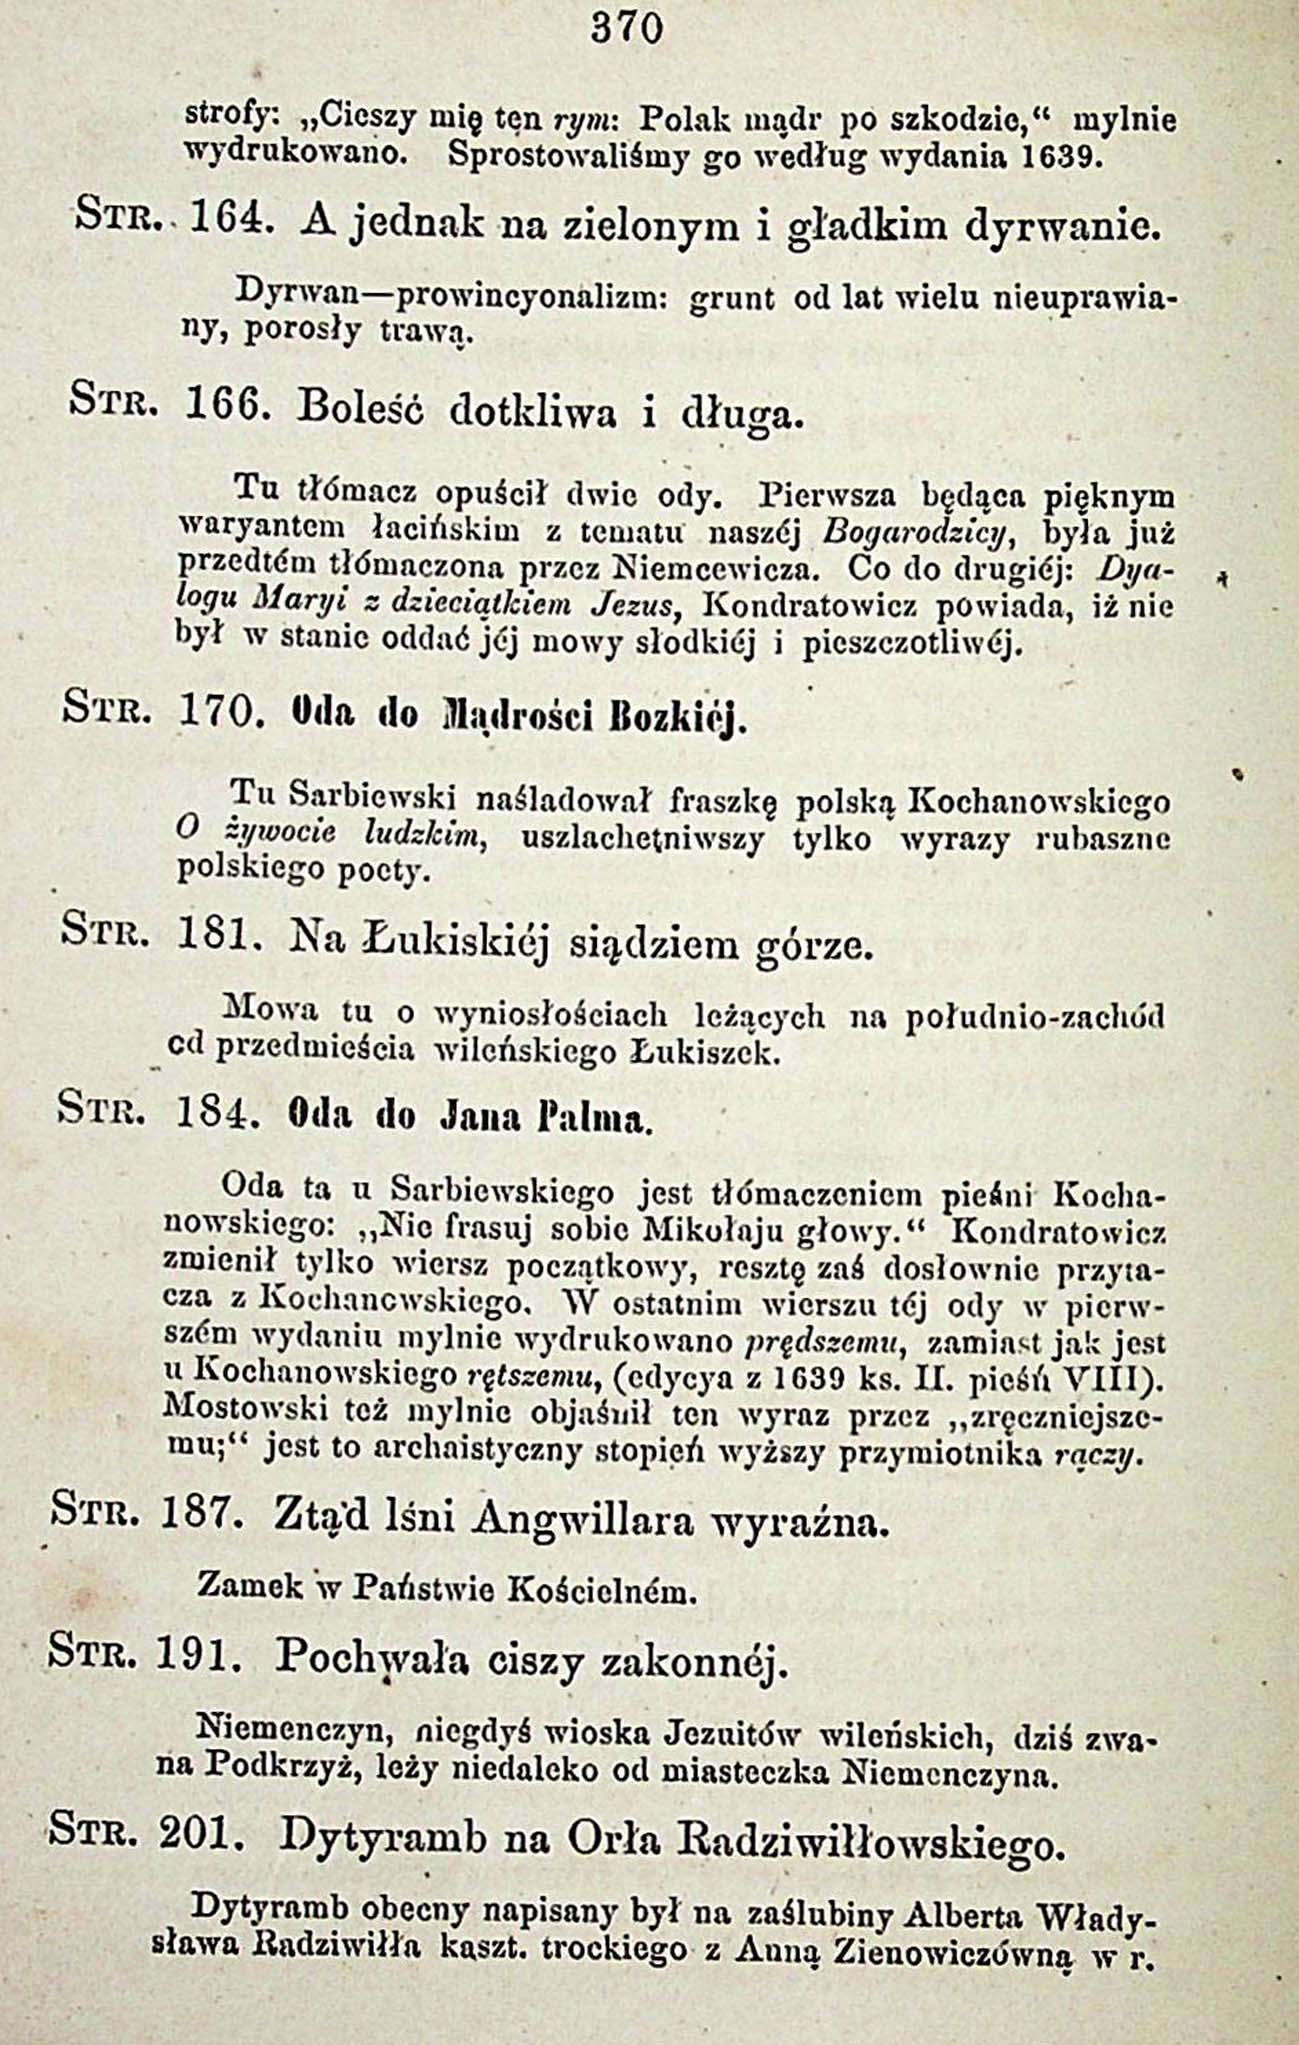 370
strofy: „Cieszy mię ten rym: Polak mądr po szkodzie,“ mylnie
wydrukowano. Sprostowaliśmy go według wydania 1639.
STR. 164. A jednak na zielonym i gładkim dyrwanie.
Dyrwan—prowincyonalizm: grunt od lat wielu nieuprawia-
ny, porosły trawą.
STR. 166. Boleść dotkliwa i długa.
Tu tłómacz opuścił dwie ody. Pierwsza będąca pięknym
waryantem łacińskim z tematu naszéj Bogarodzicy, była już
przedtém tłómaczona przez Niemcewicza. Co do drugiéj: Dya-
logu Maryi z dzieciątkiem Jezus, Kondratowicz powiada, iż nie
był w stanie oddać jéj mowy słodkiéj i pieszczotliwéj.
STR. 170. Oda do Mądrości Bozkiéj.
Tu Sarbiewski naśladował fraszkę polską Kochanowskiego
O żywocie ludzkim, uszlachetniwszy tylko wyrazy rubaszne
polskiego poety.
STR. 181. Na Łukiskiéj siądziem górze.
Mowa tu o wyniosłościach leżących na południo-zachód
od przedmieścia wileńskiego Łukiszek.
STR. 184. Oda do Jana Palma.
Oda ta u Sarbiewskiego jest tłómaczeniem pieśni Kocha-
nowskiego: „Nie frasuj sobie Mikołaju głowy.“ Kondratowicz
zmienił tylko wiersz początkowy, resztę zaś dosłownie przyta-
cza z Kochanowskiego. W ostatnim wierszu téj ody w pierw-
szém wydaniu mylnie wydrukowano prędszemu, zamiast jak jest
u Kochanowskiego rętszemu, (edycya z 1639 ks. II. pieśń VIII).
Mostowski też mylnie objaśnił ten wyraz przez „zręczniejsze-
mu;“ jest to archaistyczny stopień wyższy przymiotnika rączy.
STR. 187. Ztąd lśni Angwillara wyraźna.
Zamek w Państwie Kościelném.
STR. 191. Pochwała ciszy zakonnéj.
Niemenczyn, niegdyś wioska Jezuitów wileńskich, dziś zwa-
na Podkrzyż, leży niedaleko od miasteczka Niemenczyna.
STR. 201. Dytyramb na Orła Radziwiłłowskiego.
Dytyramb obecny napisany był na zaślubiny Alberta Włady-
sława Radziwiłła kaszt. trockiego z Anną Zienowiczówną w r.